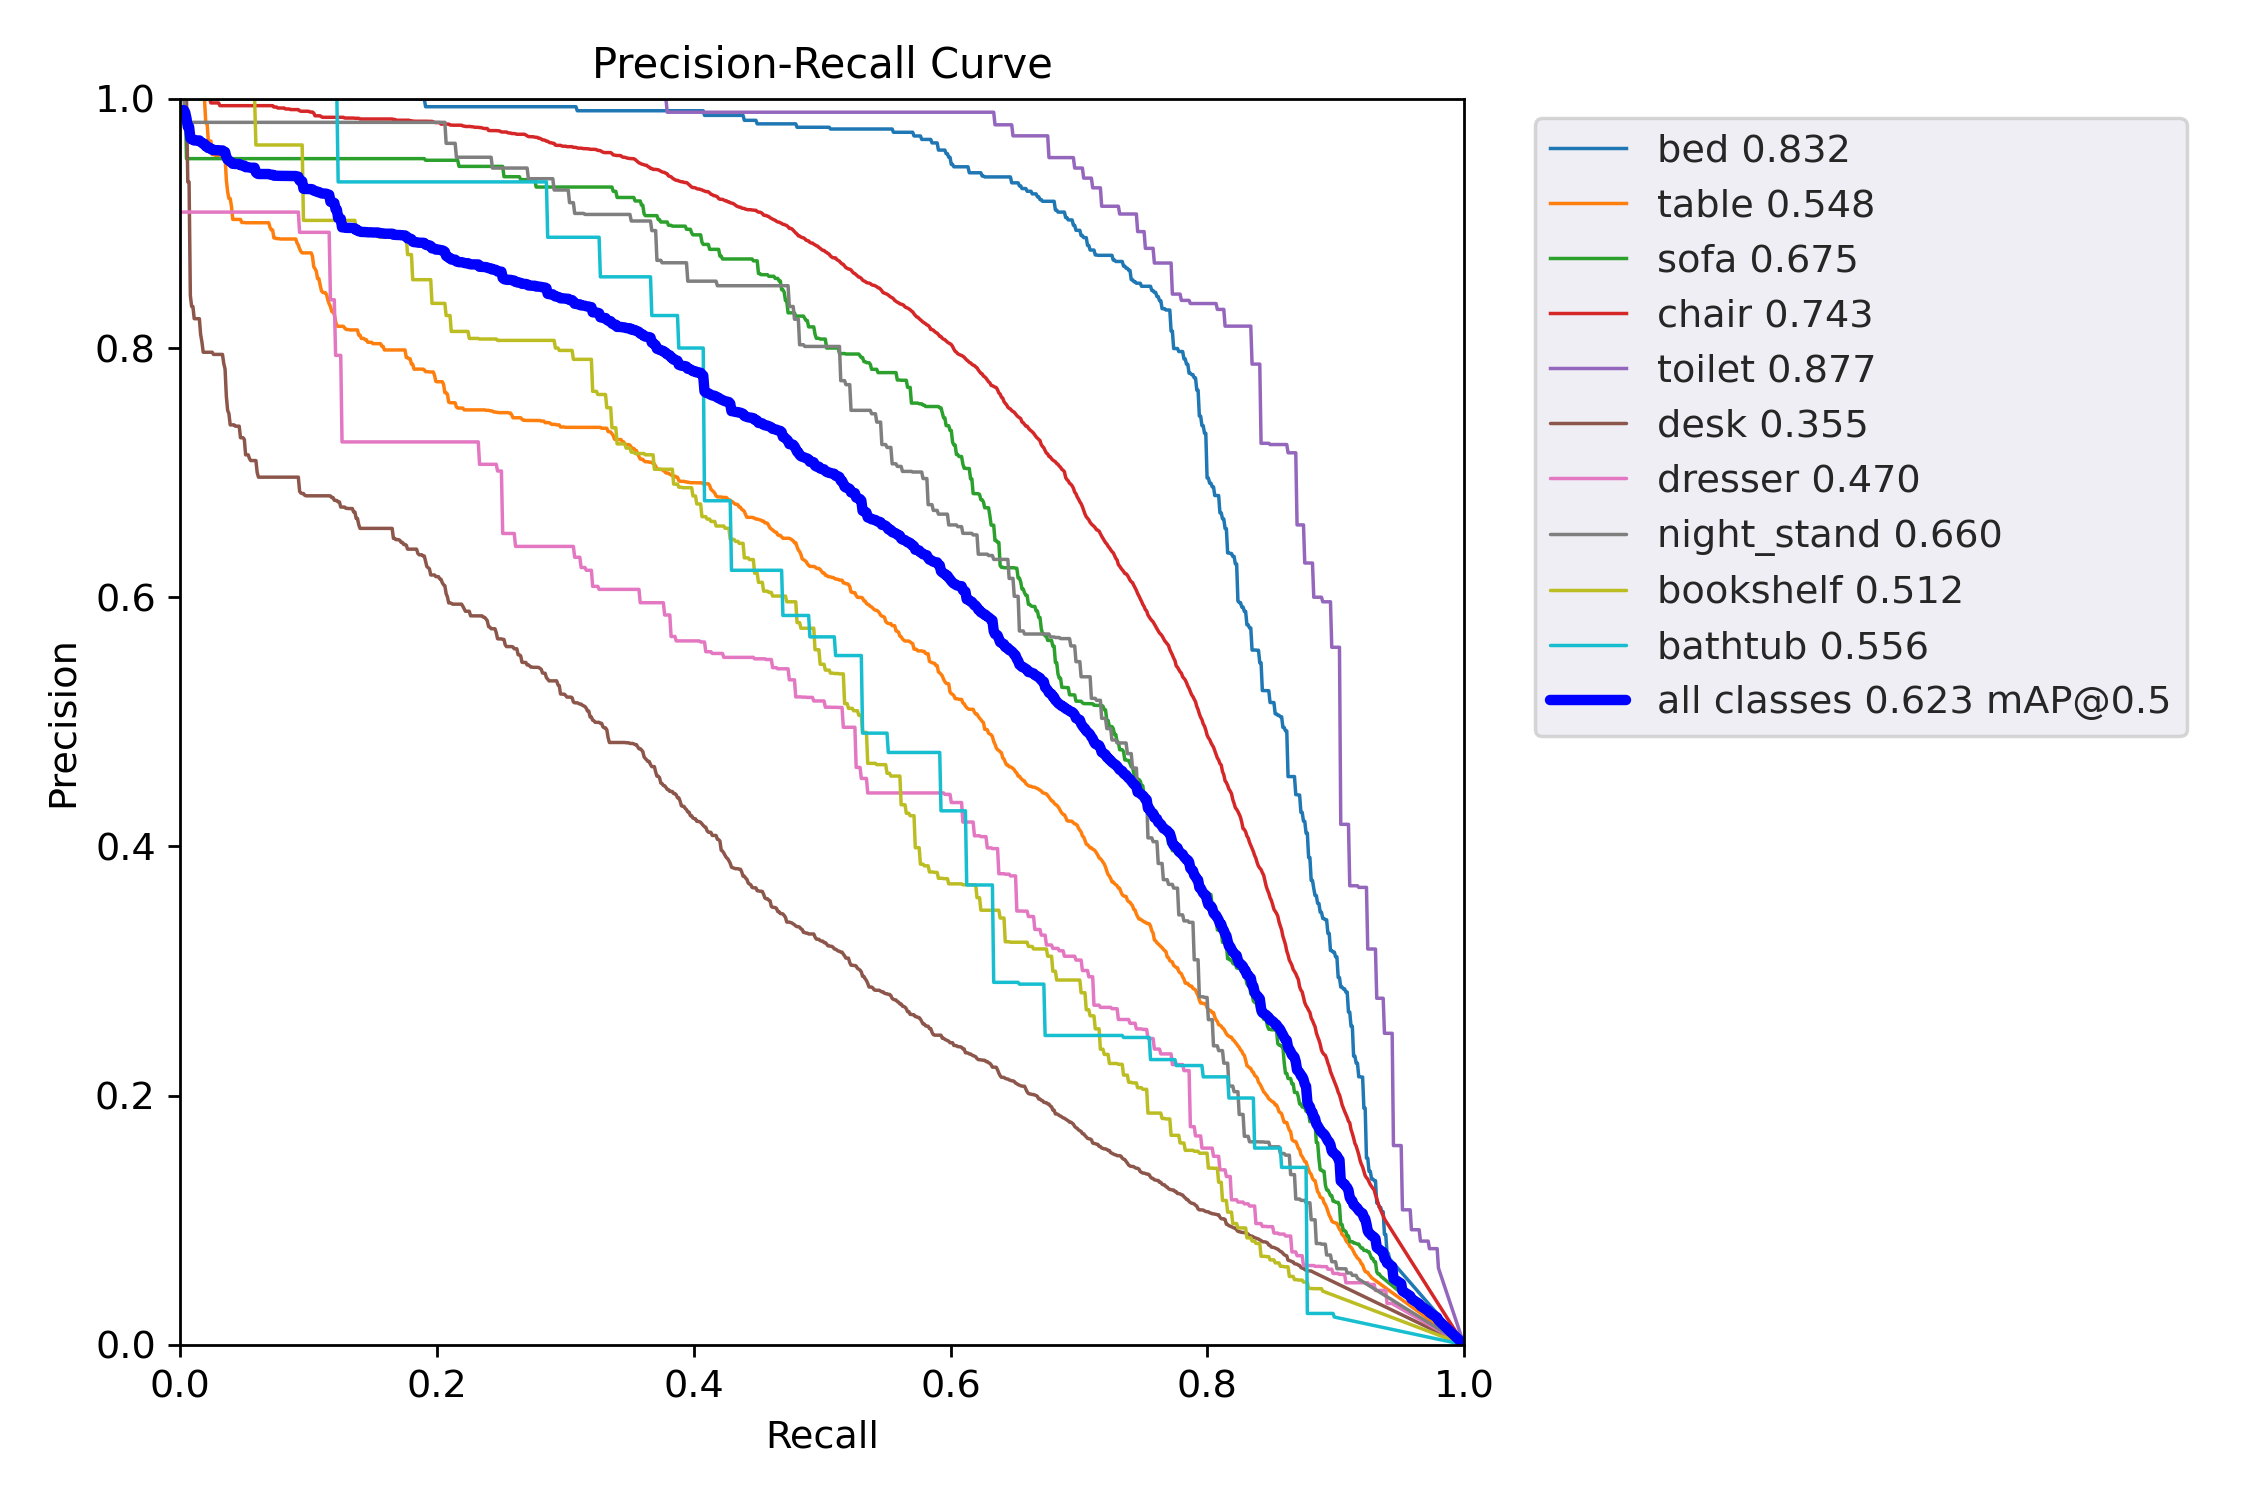 Precision-Recall Curve
1.0
0.8
0.6
0.4
0.2
0.0
Precision
0.0 0.2 0.4 0.6 0.8 1.0
Recall
bed 0.832
table 0.548
sofa 0.675
chair 0.743
toilet 0.877
desk 0.355
dresser 0.470
night_stand 0.660
bookshelf 0.512
bathtub 0.556
all classes 0.623 mAP@0.5